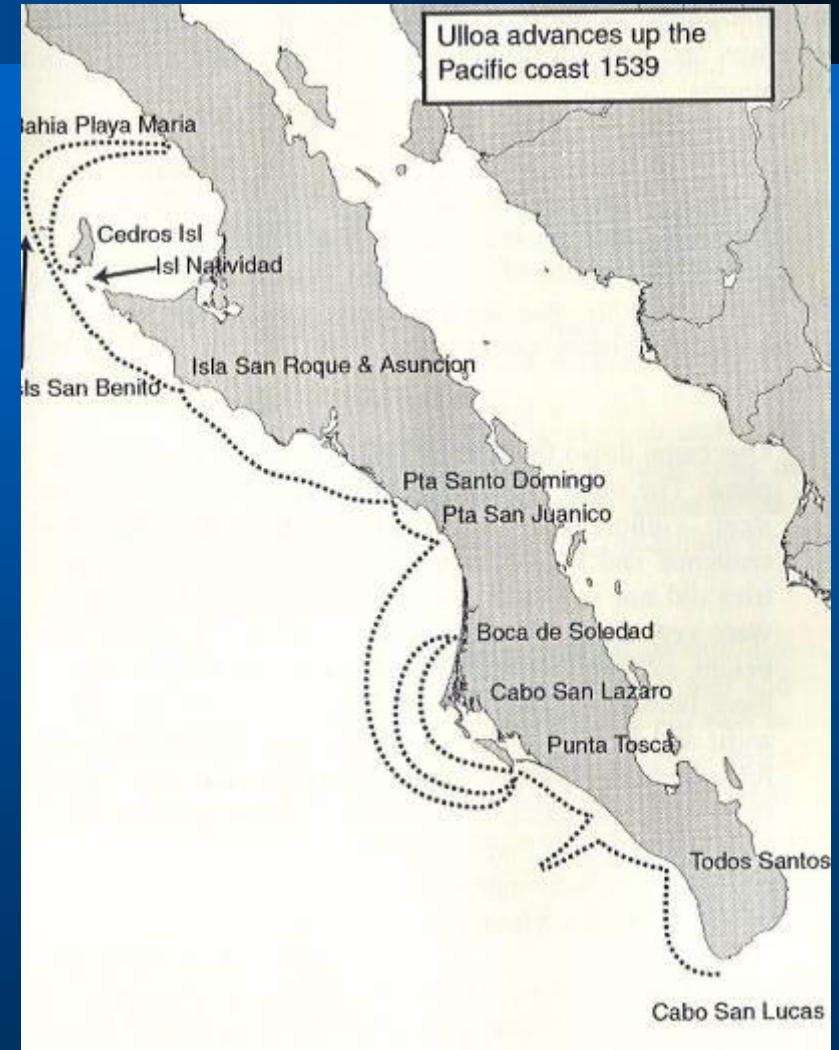 Ulloa advances up the
Pacific coast 1539
Bahia Playa Maria
Cedros Isl
Isl Natividad
Isla San Roque & Asuncion
Isls San Benito
Pta Santo Domingo
Pta San Juanico
Boca de Soledad
Cabo San Lazaro
Punta Tosca
Todos Santos
Cabo San Lucas